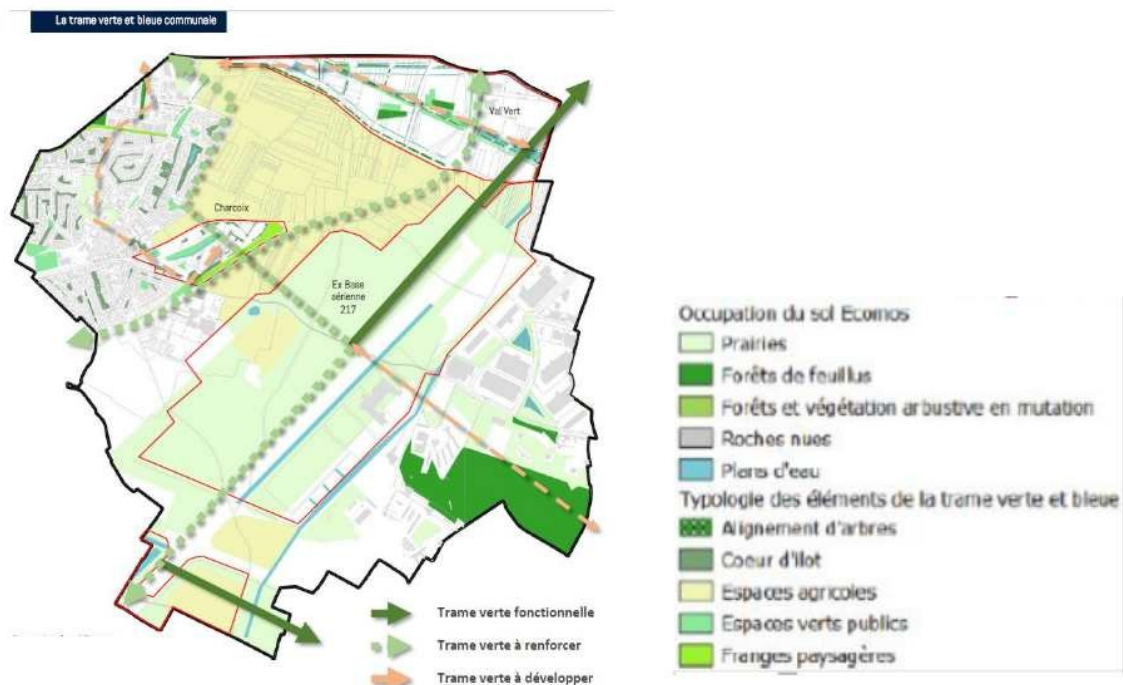 La trame verte et bleue communale
Val Vert
Charcoix
Ex Base
aérienne
217
Trame verte fonctionnelle
Trame verte à renforcer
Trame verte à développer
Occupation du sol Ecomos
Prairies
Forêts de feuillus
Forêts et végétation arbustive en mutation
Roches nues
Plans d'eau
Typologie des éléments de la trame verte et bleue
Alignement d'arbres
Coeur d'ilot
Espaces agricoles
Espaces verts publics
Franges paysagères